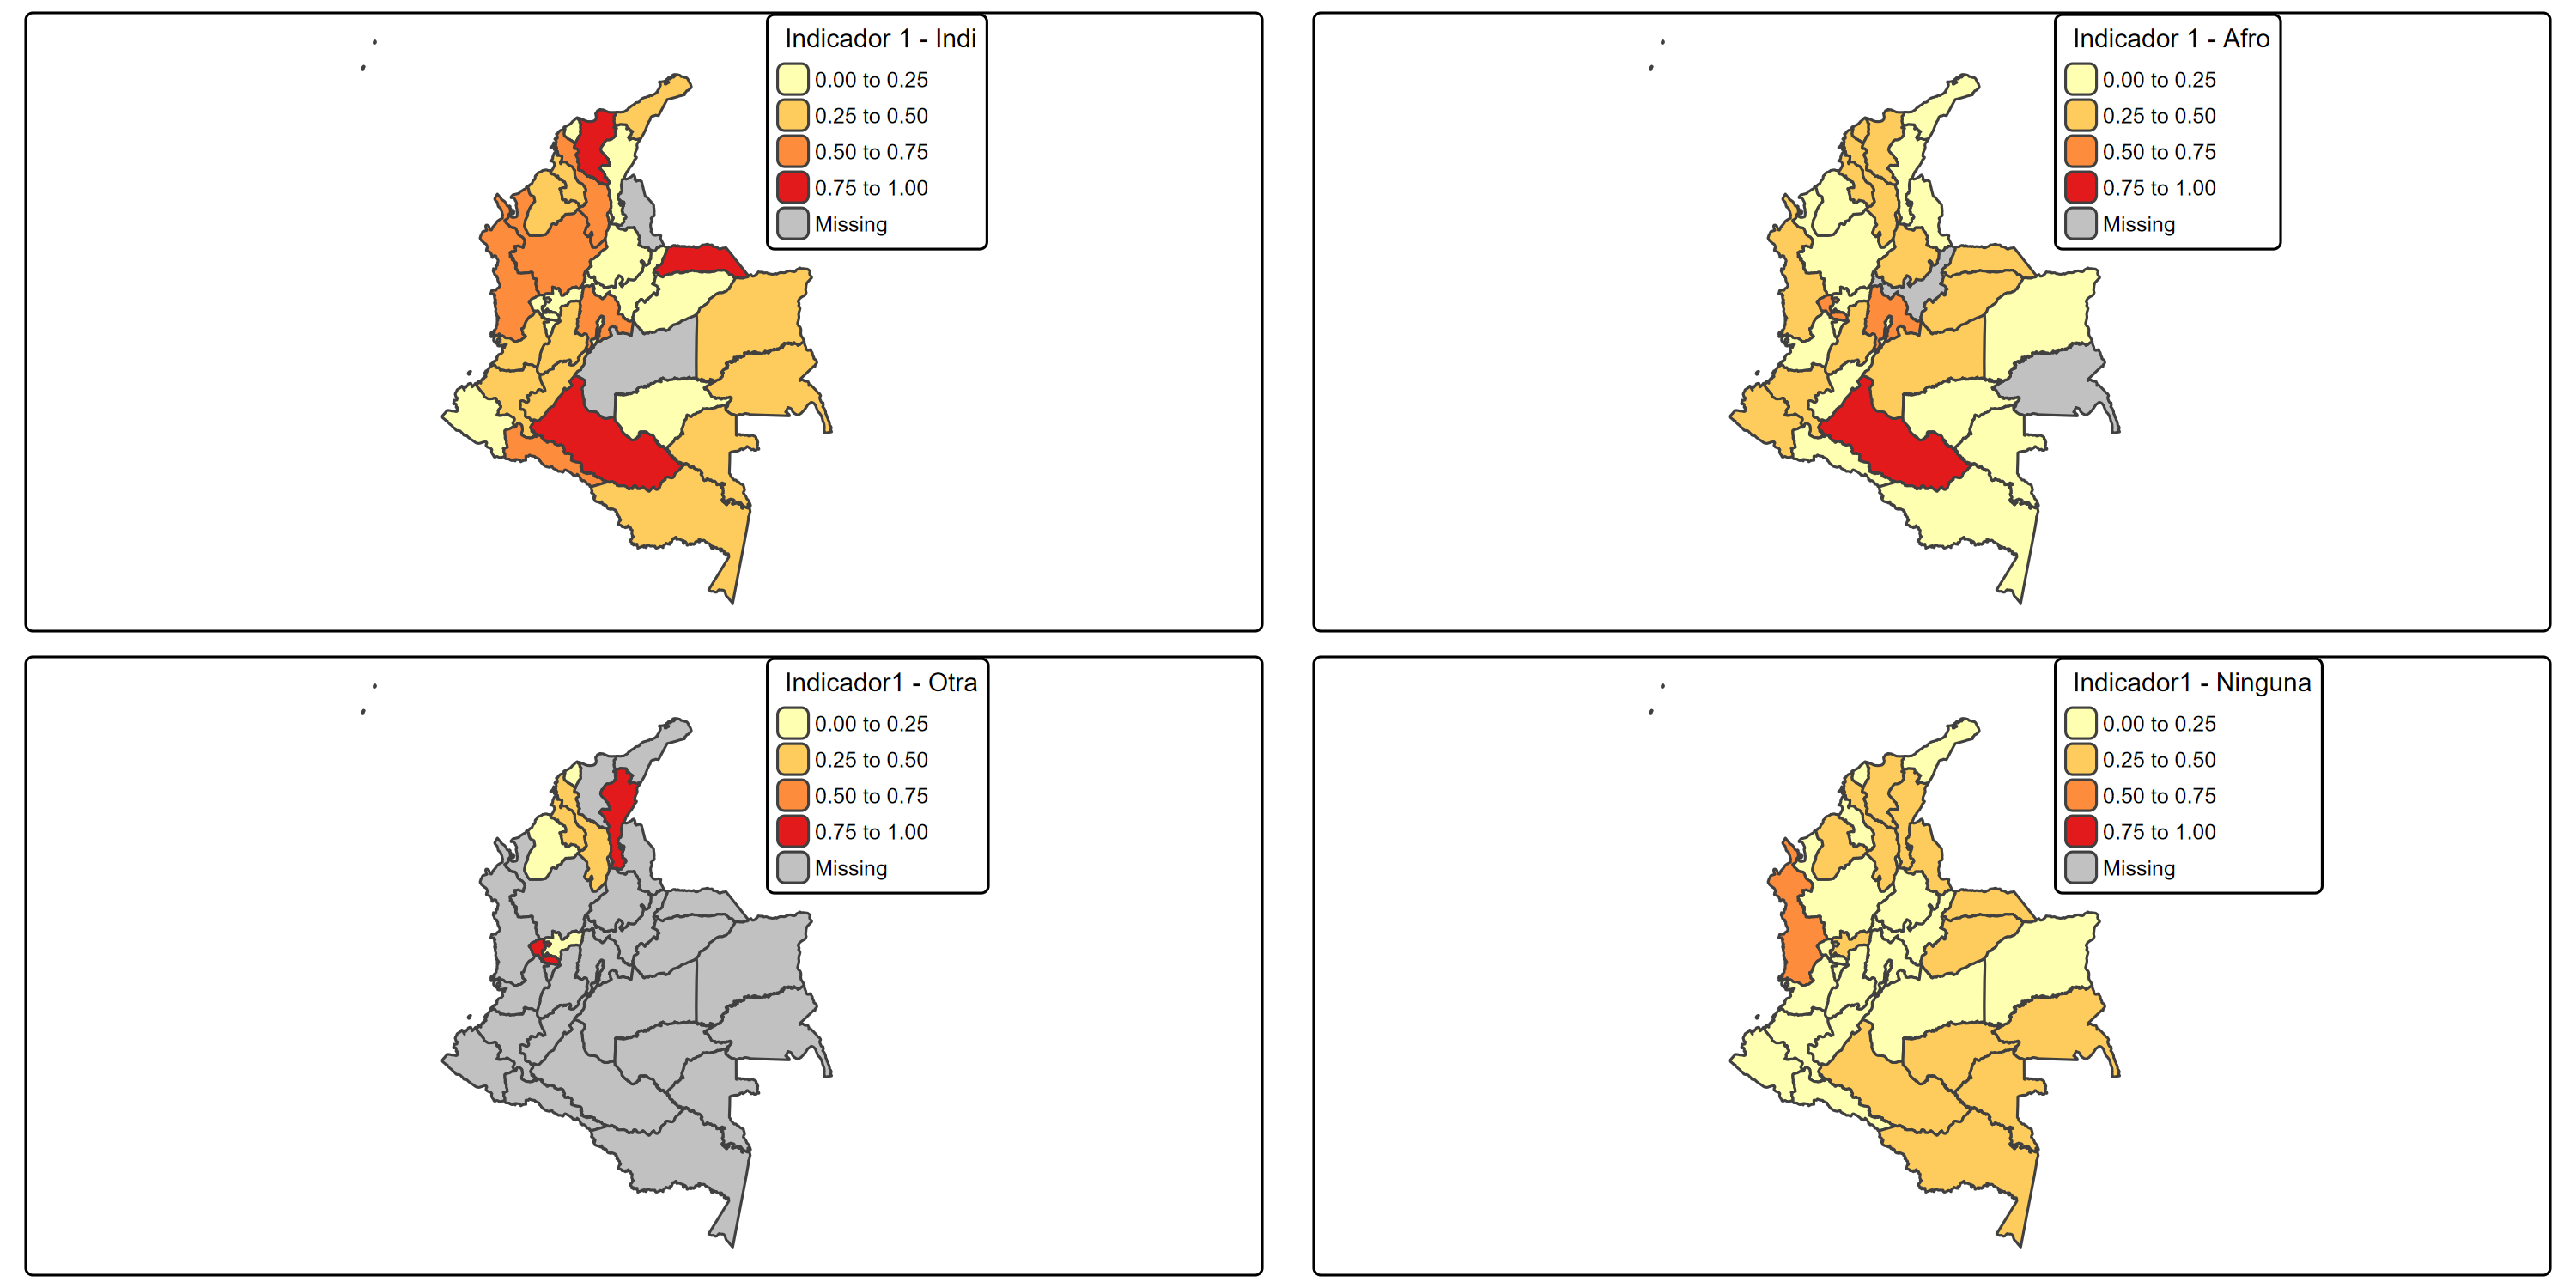 Indicador 1 - Indi
0.00 to 0.25
0.25 to 0.50
0.50 to 0.75
0.75 to 1.00
Missing
Indicador 1 - Afro
0.00 to 0.25
0.25 to 0.50
0.50 to 0.75
0.75 to 1.00
Missing
Indicador1 - Otra
0.00 to 0.25
0.25 to 0.50
0.50 to 0.75
0.75 to 1.00
Missing
Indicador1 - Ninguna
0.00 to 0.25
0.25 to 0.50
0.50 to 0.75
0.75 to 1.00
Missing